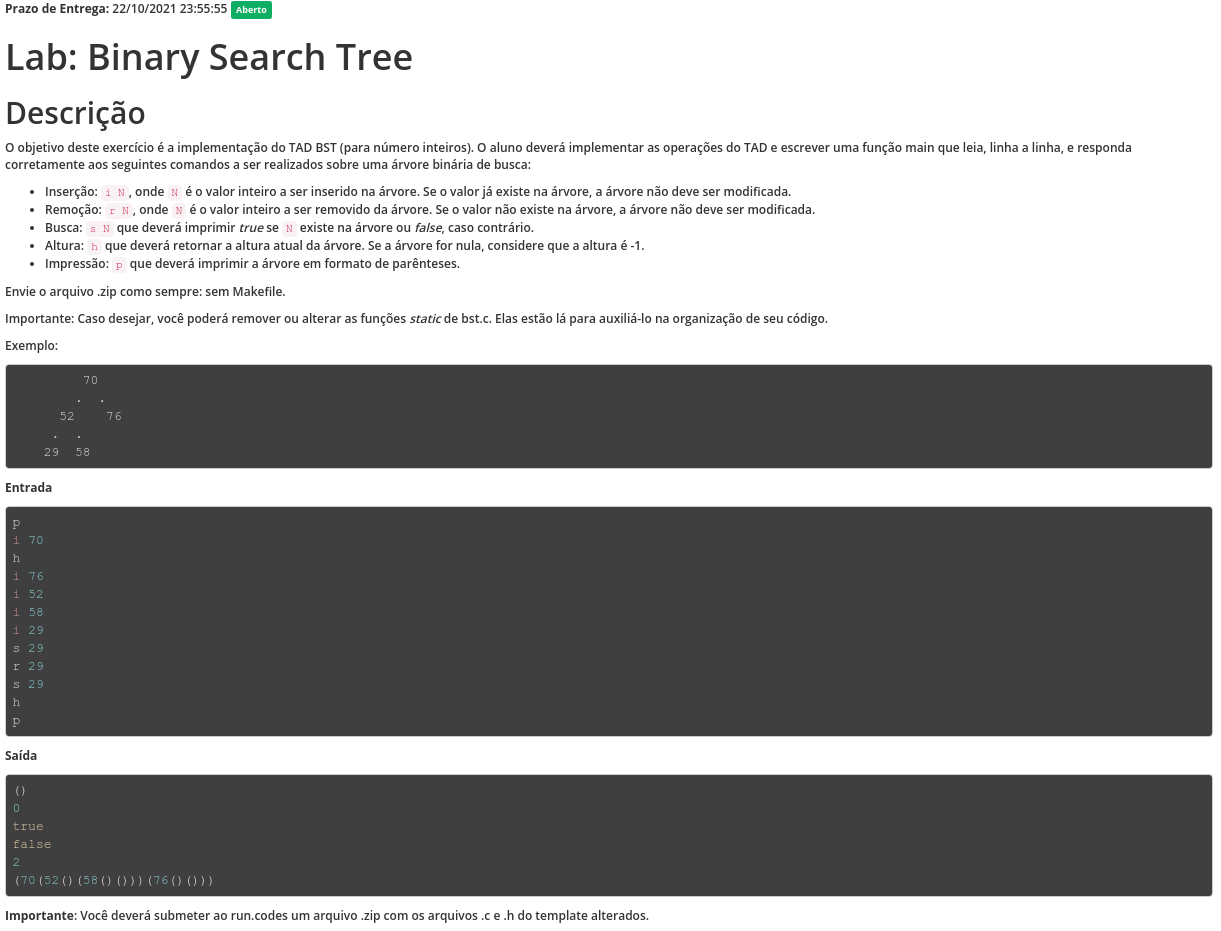 Prazo de Entrega: 22/10/2021 23:55:55 Aberto
Lab: Binary Search Tree
Descrição
O objetivo deste exercício é a implementação do TAD BST (para número inteiros). O aluno deverá implementar as operações do TAD e escrever uma função main que leia, linha a linha, e responda
corretamente aos seguintes comandos a ser realizados sobre uma árvore binária de busca:
• Inserção: i N, onde N é o valor inteiro a ser inserido na árvore. Se o valor já existe na árvore, a árvore não deve ser modificada.
• Remoção: r N, onde N é o valor inteiro a ser removido da árvore. Se o valor não existe na árvore, a árvore não deve ser modificada.
• Busca: s N que deverá imprimir true se N existe na árvore ou false, caso contrário.
• Altura: h que deverá retornar a altura atual da árvore. Se a árvore for nula, considere que a altura é -1.
• Impressão: p que deverá imprimir a árvore em formato de parênteses.
Envie o arquivo .zip como sempre: sem Makefile.
Importante: Caso desejar, você poderá remover ou alterar as funções static de bst.c. Elas estão lá para auxiliá-lo na organização de seu código.
Exemplo:
70
. .
52 76
. .
29 58
Entrada
p
i 70
h
i 76
i 52
i 58
i 29
s 29
r 29
s 29
h
p
Saída
()
0
true
false
2
(70(52()(58()()))(76()()))
Importante: Você deverá submeter ao run.codes um arquivo .zip com os arquivos .c e .h do template alterados.